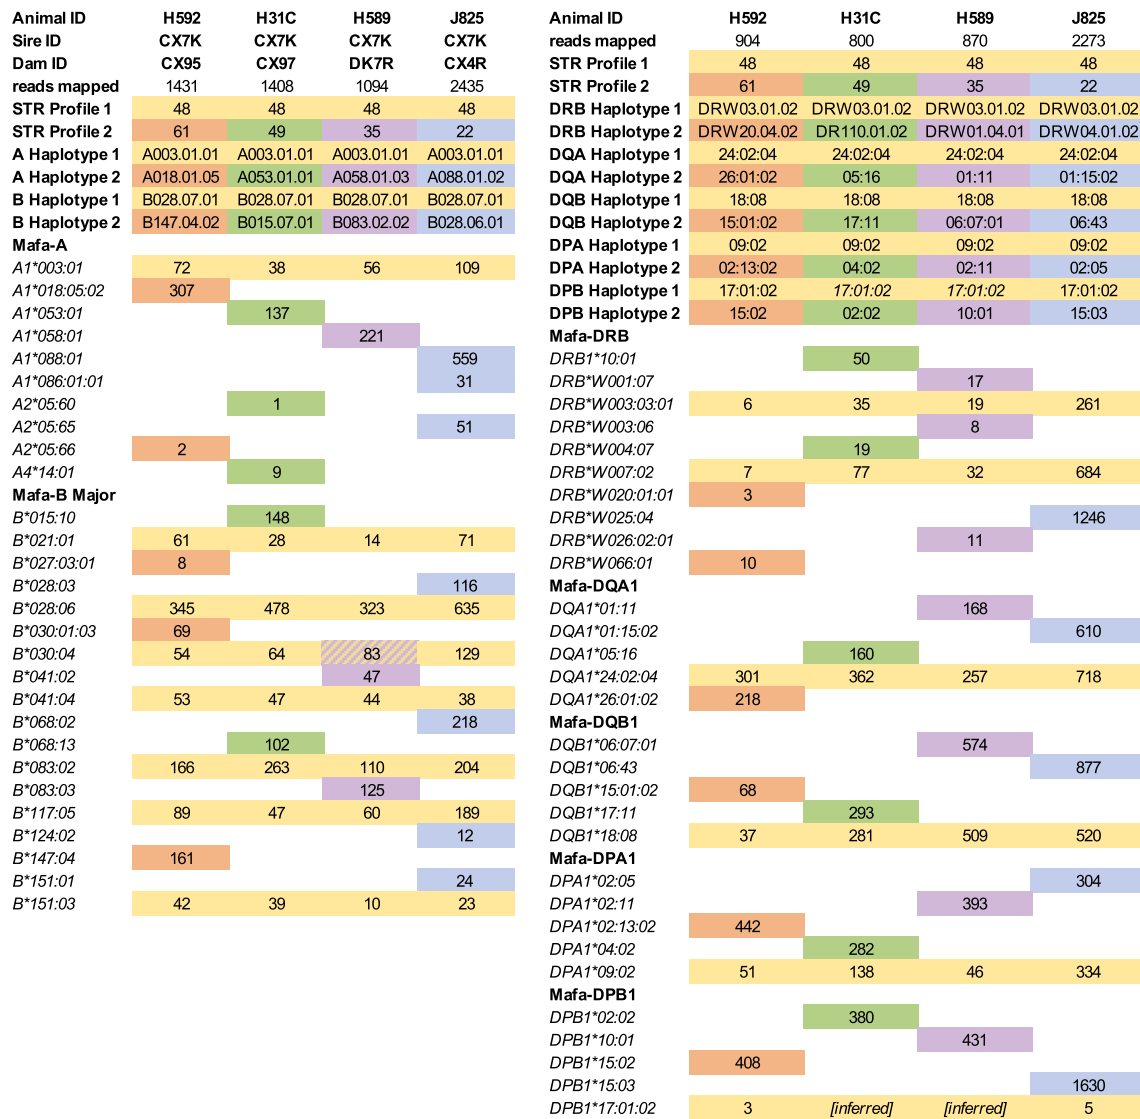 Animal ID H592 H31C H589 J825
Sire ID CX7K CX7K CX7K CX7K
Dam ID CX95 CX97 DK7R CX4R
reads mapped 1431 1408 1094 2435
STR Profile 1 48 48 48 48
STR Profile 2 61 49 35 22
A Haplotype 1 A003.01.01 A003.01.01 A003.01.01 A003.01.01
A Haplotype 2 A018.01.05 A053.01.01 A058.01.03 A088.01.02
B Haplotype 1 B028.07.01 B028.07.01 B028.07.01 B028.07.01
B Haplotype 2 B147.04.02 B015.07.01 B083.02.02 B028.06.01
Mafa-A
A1*003:01 72 38 56 109
A1*018:05:02 307
A1*053:01 137
A1*058:01 221
A1*088:01 559
A1*086:01:01 31
A2*05:60 1
A2*05:65 51
A2*05:66 2
A4*14:01 9
Mafa-B Major
B*015:10 148
B*021:01 61 28 14 71
B*027:03:01 8
B*028:03 116
B*028:06 345 478 323 635
B*030:01:03 69
B*030:04 54 64 83 129
B*041:02 47
B*041:04 53 47 44 38
B*068:02 218
B*068:13 102
B*083:02 166 263 110 204
B*083:03 125
B*117:05 89 47 60 189
B*124:02 12
B*147:04 161
B*151:01 24
B*151:03 42 39 10 23
Animal ID H592 H31C H589 J825
reads mapped 904 800 870 2273
STR Profile 1 48 48 48 48
STR Profile 2 61 49 35 22
DRB Haplotype 1 DRW03.01.02 DRW03.01.02 DRW03.01.02 DRW03.01.02
DRB Haplotype 2 DRW20.04.02 DR110.01.02 DRW01.04.01 DRW04.01.02
DQA Haplotype 1 24:02:04 24:02:04 24:02:04 24:02:04
DQA Haplotype 2 26:01:02 05:16 01:11 01:15:02
DQB Haplotype 1 18:08 18:08 18:08 18:08
DQB Haplotype 2 15:01:02 17:11 06:07:01 06:43
DPA Haplotype 1 09:02 09:02 09:02 09:02
DPA Haplotype 2 02:13:02 04:02 02:11 02:05
DPB Haplotype 1 17:01:02 17:01:02 17:01:02 17:01:02
DPB Haplotype 2 15:02 02:02 10:01 15:03
Mafa-DRB
DRB1*10:01 50
DRB*W001:07 17
DRB*W003:03:01 6 35 19 261
DRB*W003:06 8
DRB*W004:07 19
DRB*W007:02 7 77 32 684
DRB*W020:01:01 3
DRB*W025:04 1246
DRB*W026:02:01 11
DRB*W066:01 10
Mafa-DQA1
DQA1*01:11 168
DQA1*01:15:02 610
DQA1*05:16 160
DQA1*24:02:04 301 362 257 718
DQA1*26:01:02 218
Mafa-DQB1
DQB1*06:07:01 574
DQB1*06:43 877
DQB1*15:01:02 68
DQB1*17:11 293
DQB1*18:08 37 281 509 520
Mafa-DPA1
DPA1*02:05 304
DPA1*02:11 393
DPA1*02:13:02 442
DPA1*04:02 282
DPA1*09:02 51 138 46 334
Mafa-DPB1
DPB1*02:02 380
DPB1*10:01 431
DPB1*15:02 408
DPB1*15:03 1630
DPB1*17:01:02 3 [inferred] [inferred] 5